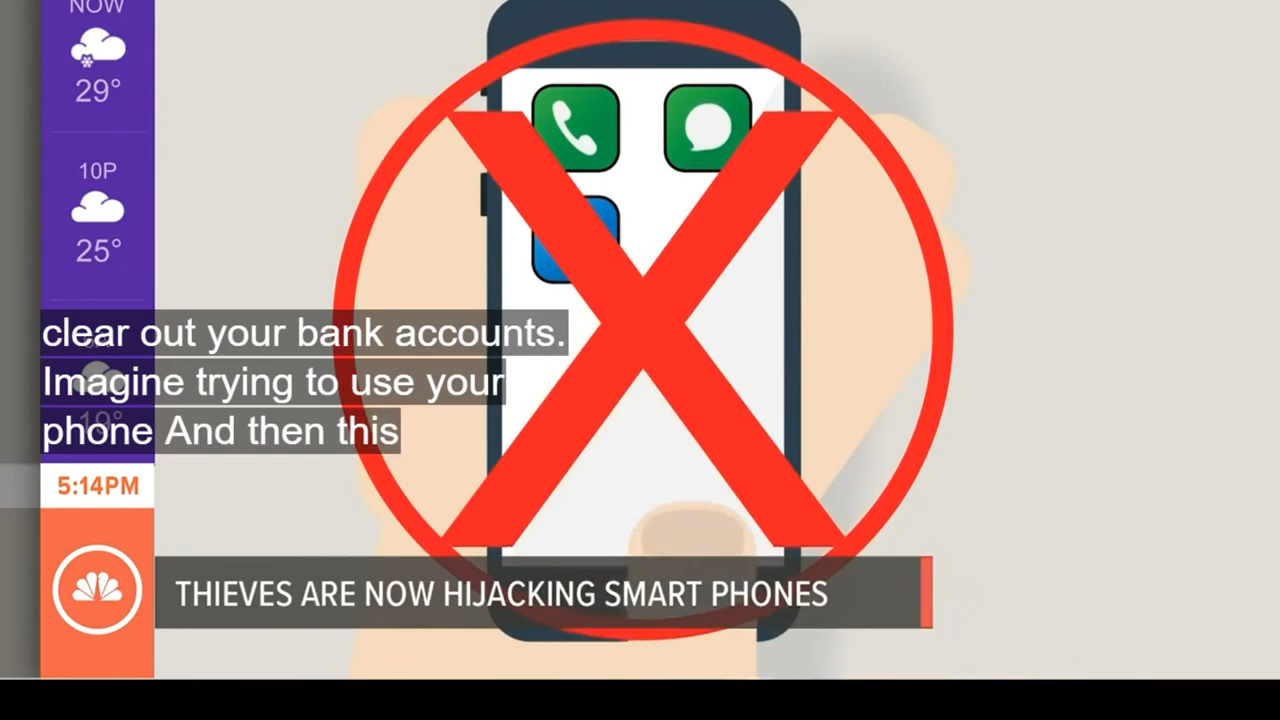 NOW
29°
10P
25°
clear out your bank accounts.
Imagine trying to use your
phone And then this
19°
5:14PM
THIEVES ARE NOW HIJACKING SMART PHONES